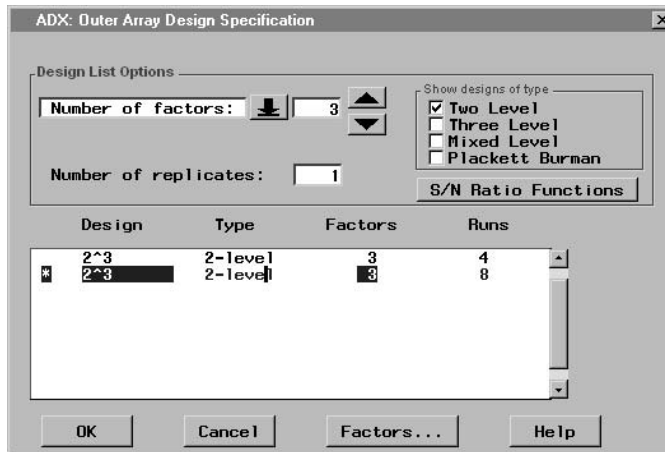 ADX: Outer Array Design Specification
Design List Options
Number of factors: 3
Number of replicates: 1
Show designs of type
Two Level
Three Level
Mixed Level
Plackett Burman
S/N Ratio Functions
Design Type Factors Runs
2^3 2-level 3 4
* 2^3 2-level 3 8
OK Cancel Factors... Help